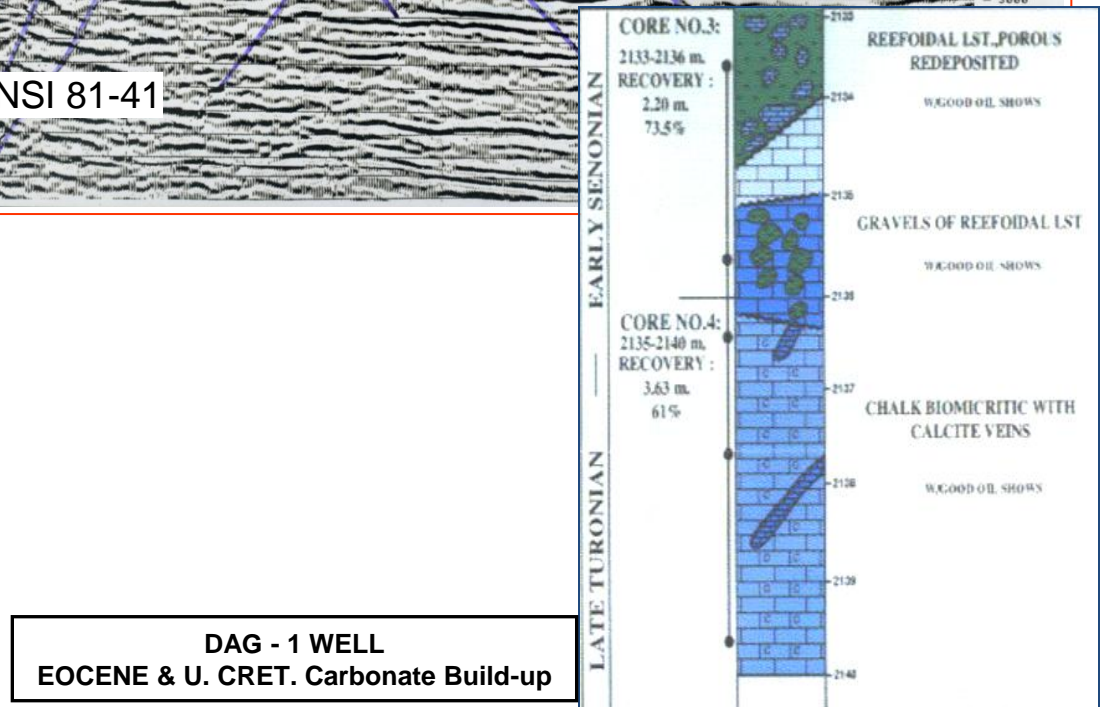 NSI 81-41
CORE NO.3:
2133-2136 m.
RECOVERY :
2.20 m.
73.5%
EARLY SENONIAN
2133
REEFOIDAL LST.,POROUS
REDEPOSITED
W/GOOD OIL SHOWS
2134
2135
GRAVELS OF REEFOIDAL LST
W/GOOD OIL SHOWS
2136
CORE NO.4:
2135-2140 m.
RECOVERY :
3.63 m.
61%
LATE TURONIAN
2137
CHALK BIOMICRITIC WITH
CALCITE VEINS
W/GOOD OIL SHOWS
2139
2140
DAG - 1 WELL
EOCENE & U. CRET. Carbonate Build-up